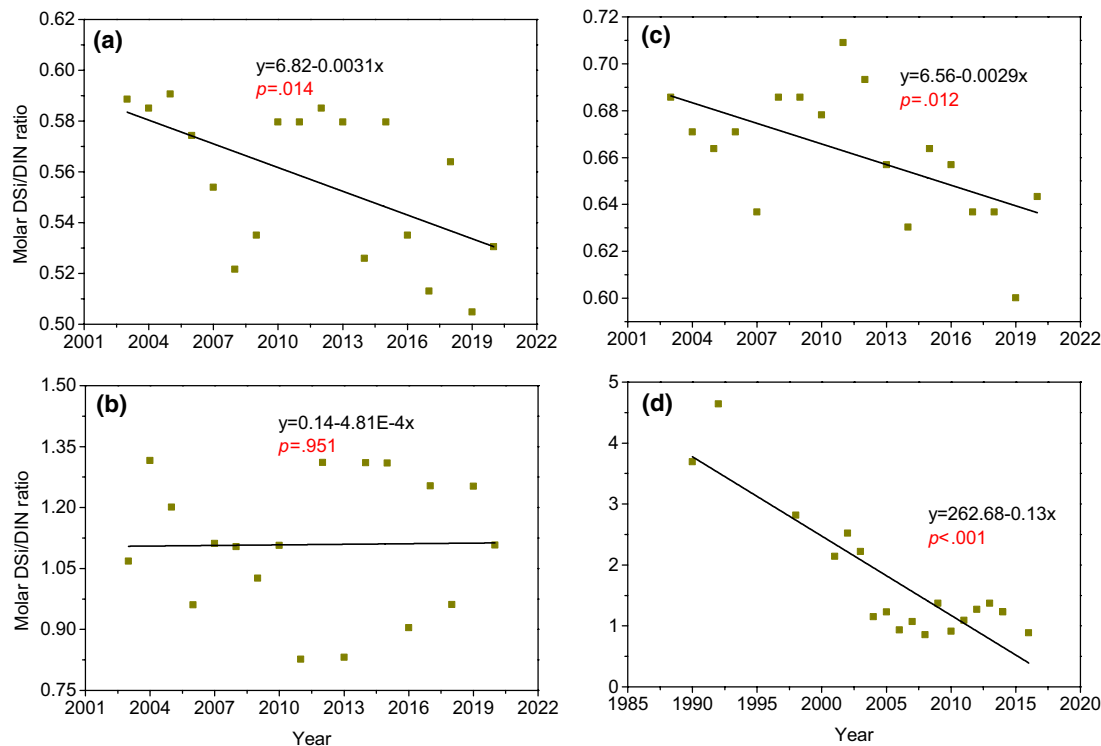 (a)
y=6.82-0.0031x
p=.014
Molar DSi/DIN ratio
0.62
0.60
0.58
0.56
0.54
0.52
0.50
2001 2004 2007 2010 2013 2016 2019 2022
(c)
y=6.56-0.0029x
p=.012
0.72
0.70
0.68
0.66
0.64
0.62
0.60
2001 2004 2007 2010 2013 2016 2019 2022
(b)
y=0.14-4.81E-4x
p=.951
Molar DSi/DIN ratio
1.50
1.35
1.20
1.05
0.90
0.75
2001 2004 2007 2010 2013 2016 2019 2022
Year
(d)
y=262.68-0.13x
p<.001
5
4
3
2
1
0
1985 1990 1995 2000 2005 2010 2015 2020
Year